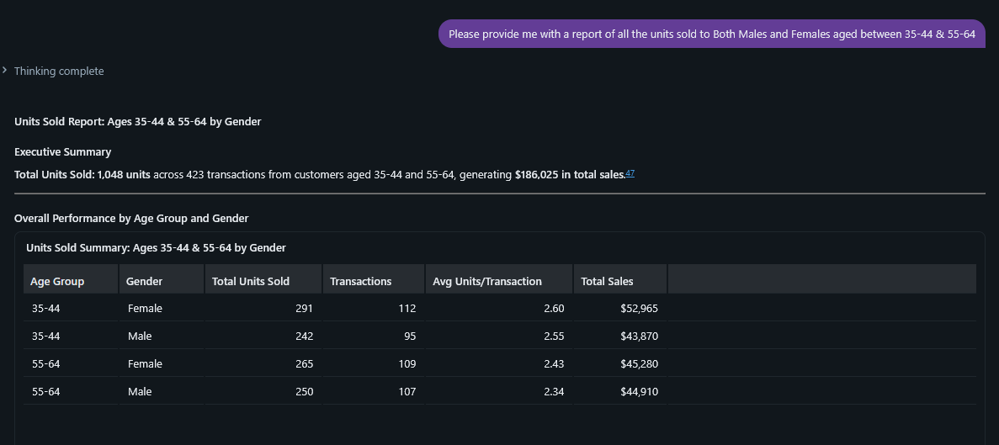 Please provide me with a report of all the units sold to Both Males and Females aged between 35-44 & 55-64
Thinking complete
Units Sold Report: Ages 35-44 & 55-64 by Gender
Executive Summary
Total Units Sold: 1,048 units across 423 transactions from customers aged 35-44 and 55-64, generating $186,025 in total sales.47
Overall Performance by Age Group and Gender
Units Sold Summary: Ages 35-44 & 55-64 by Gender
Age Group Gender Total Units Sold Transactions Avg Units/Transaction Total Sales
35-44 Female 291 112 2.60 $52,965
35-44 Male 242 95 2.55 $43,870
55-64 Female 265 109 2.43 $45,280
55-64 Male 250 107 2.34 $44,910